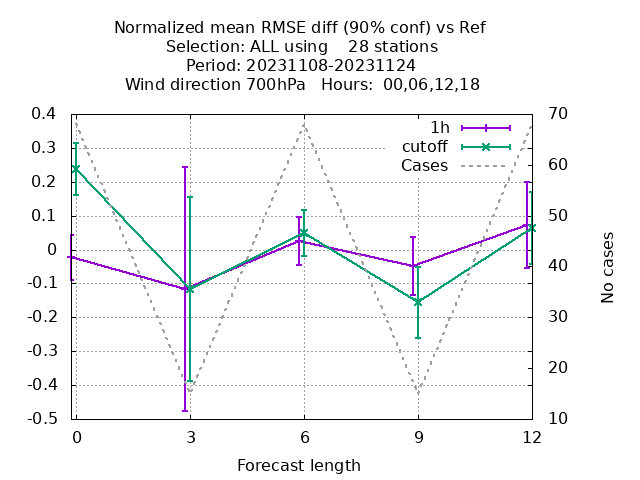 Normalized mean RMSE diff (90% conf) vs Ref
Selection: ALL using    28 stations
Period: 20231108-20231124
Wind direction 700hPa   Hours:  00,06,12,18
0.4
0.3
0.2
0.1
0
-0.1
-0.2
-0.3
-0.4
-0.5
70
60
50
40
30
20
10
1h
cutoff
Cases
No cases
0 3 6 9 12
Forecast length